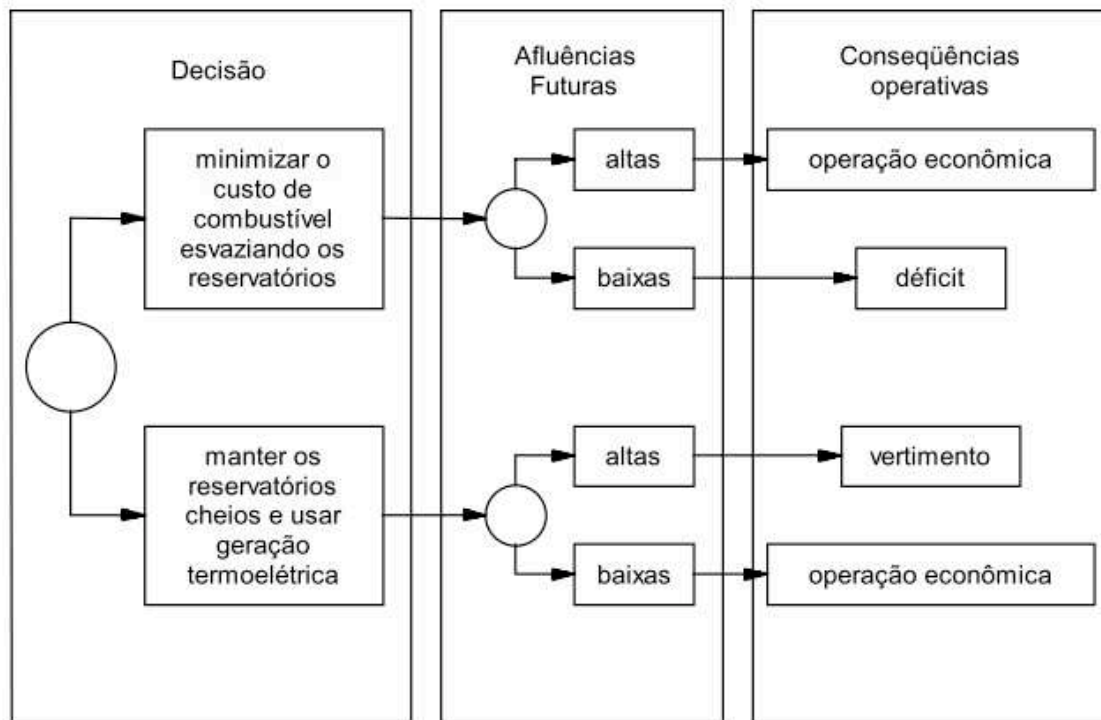 Decisão
Afluências
Futuras
Conseqüências
operativas
minimizar o
custo de
combustível
esvaziando os
reservatórios
altas
operação econômica
baixas
déficit
manter os
reservatórios
cheios e usar
geração
termoelétrica
altas
vertimento
baixas
operação econômica